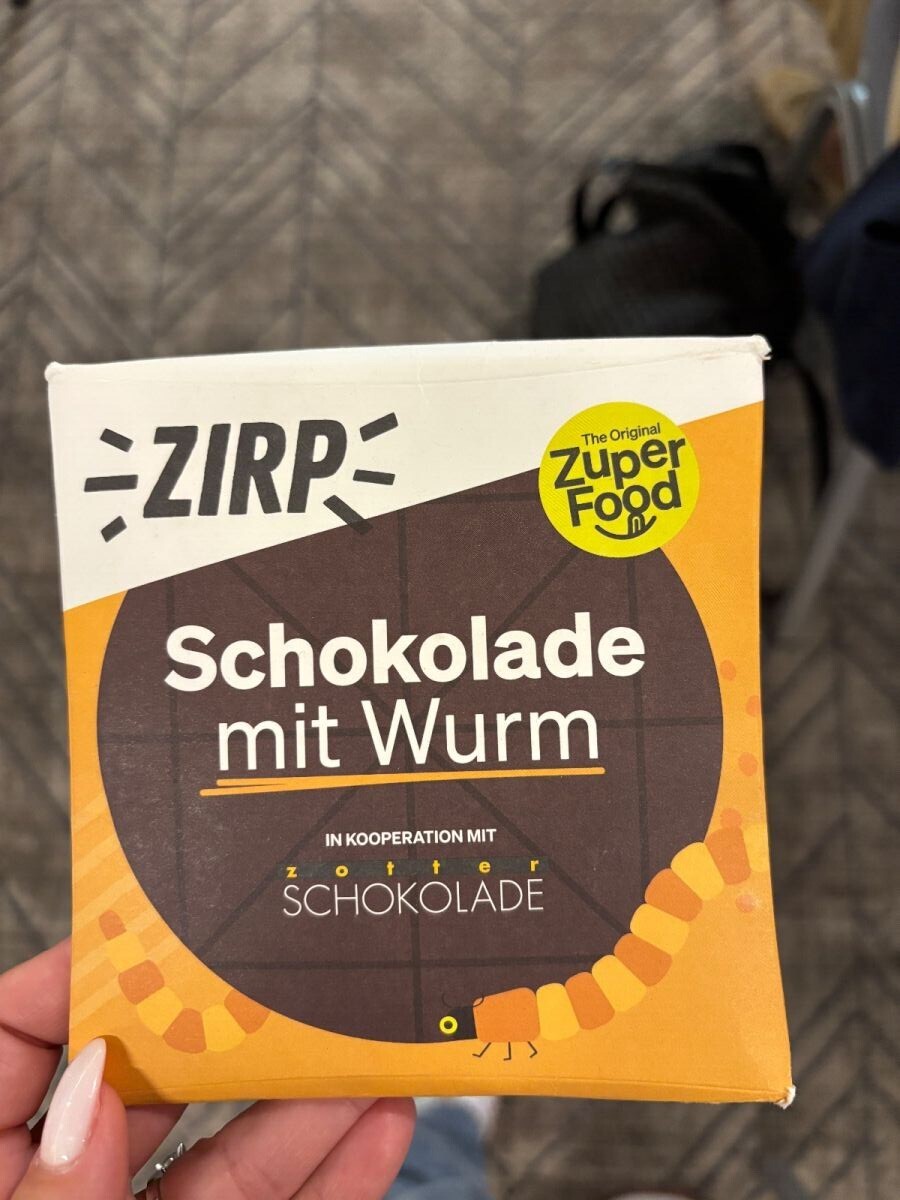 ZIRP
The Original
Zuper
Food
Schokolade
mit Wurm
IN KOOPERATION MIT
zotter
SCHOKOLADE